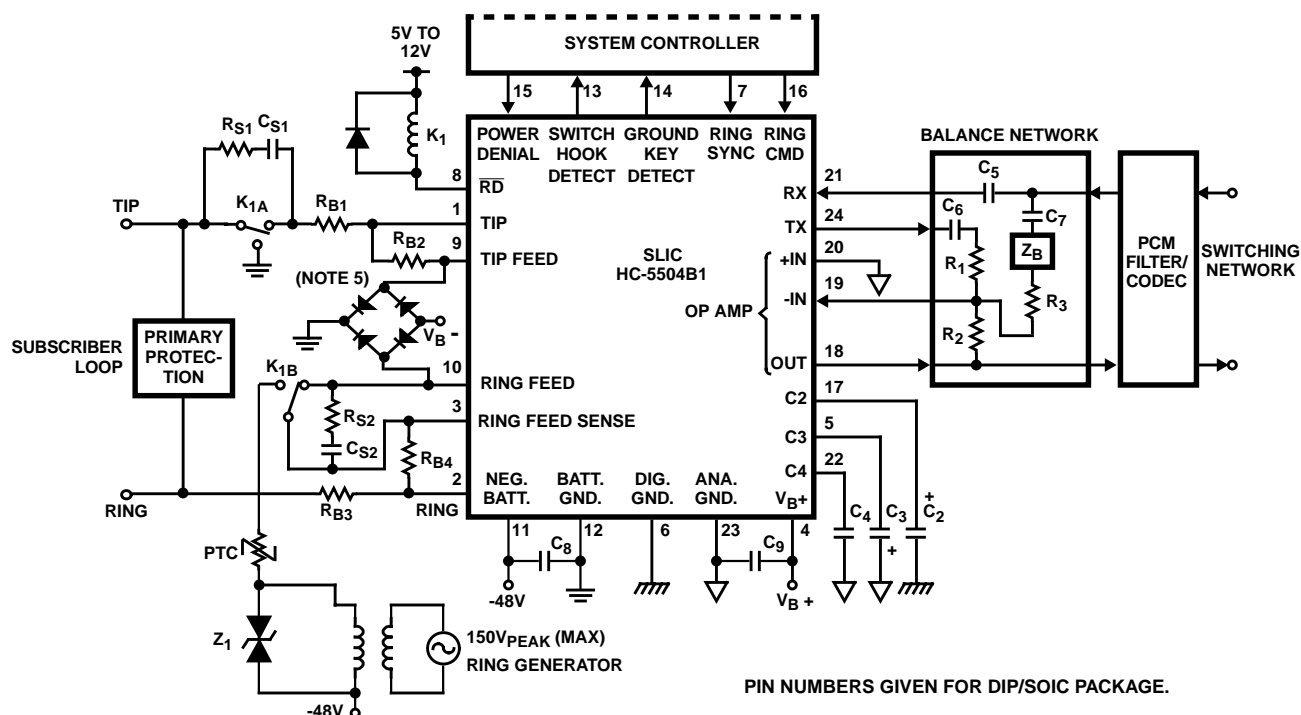 5V TO
12V
SYSTEM CONTROLLER
15
13
14
7
16
POWER
DENIAL
SWITCH
HOOK
DETECT
GROUND
KEY
DETECT
RING
SYNC
RING
CMD
RS1
CS1
K1
8
RD
TIP
K1A
RB1
1
TIP
RB2
9
TIP FEED
(NOTE 5)
VB -
SUBSCRIBER
LOOP
PRIMARY
PROTEC-
TION
K1B
10
RING FEED
RS2
3
RING FEED SENSE
CS2
RB4
2
RING
RING
RB3
SLIC
HC-5504B1
BALANCE NETWORK
21
RX
C5
24
TX
C6
C7
20
+IN
R1
ZB
19
-IN
R3
OP AMP
R2
18
OUT
PCM
FILTER/
CODEC
SWITCHING
NETWORK
17
C2
5
C3
22
C4
NEG.
BATT.
BATT.
GND.
DIG.
GND.
ANA.
GND.
VB+
11
12
6
23
4
C8
C9
C4
C3
+
+
C2
-48V
VB +
PTC
Z1
150VPEAK (MAX)
RING GENERATOR
-48V
PIN NUMBERS GIVEN FOR DIP/SOIC PACKAGE.